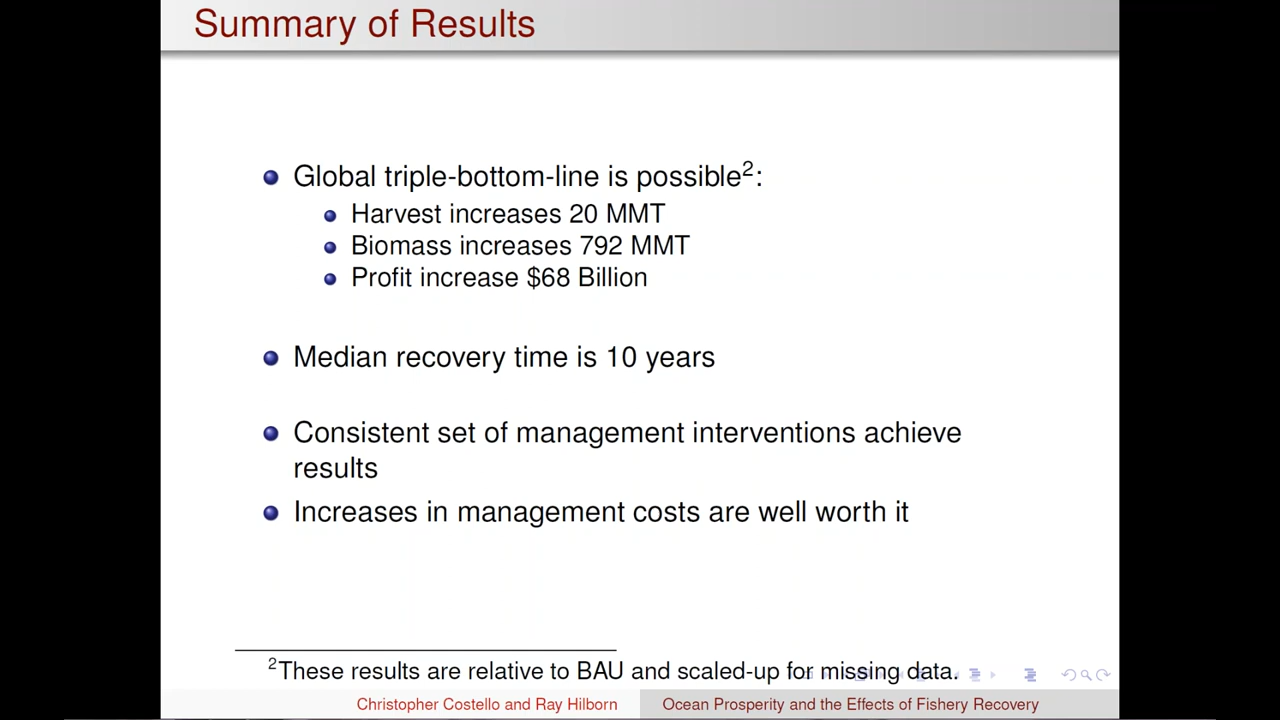 Summary of Results
Global triple-bottom-line is possible²:
Harvest increases 20 MMT
Biomass increases 792 MMT
Profit increase $68 Billion
Median recovery time is 10 years
Consistent set of management interventions achieve
results
Increases in management costs are well worth it
²These results are relative to BAU and scaled-up for missing data.
Christopher Costello and Ray Hilborn
Ocean Prosperity and the Effects of Fishery Recovery